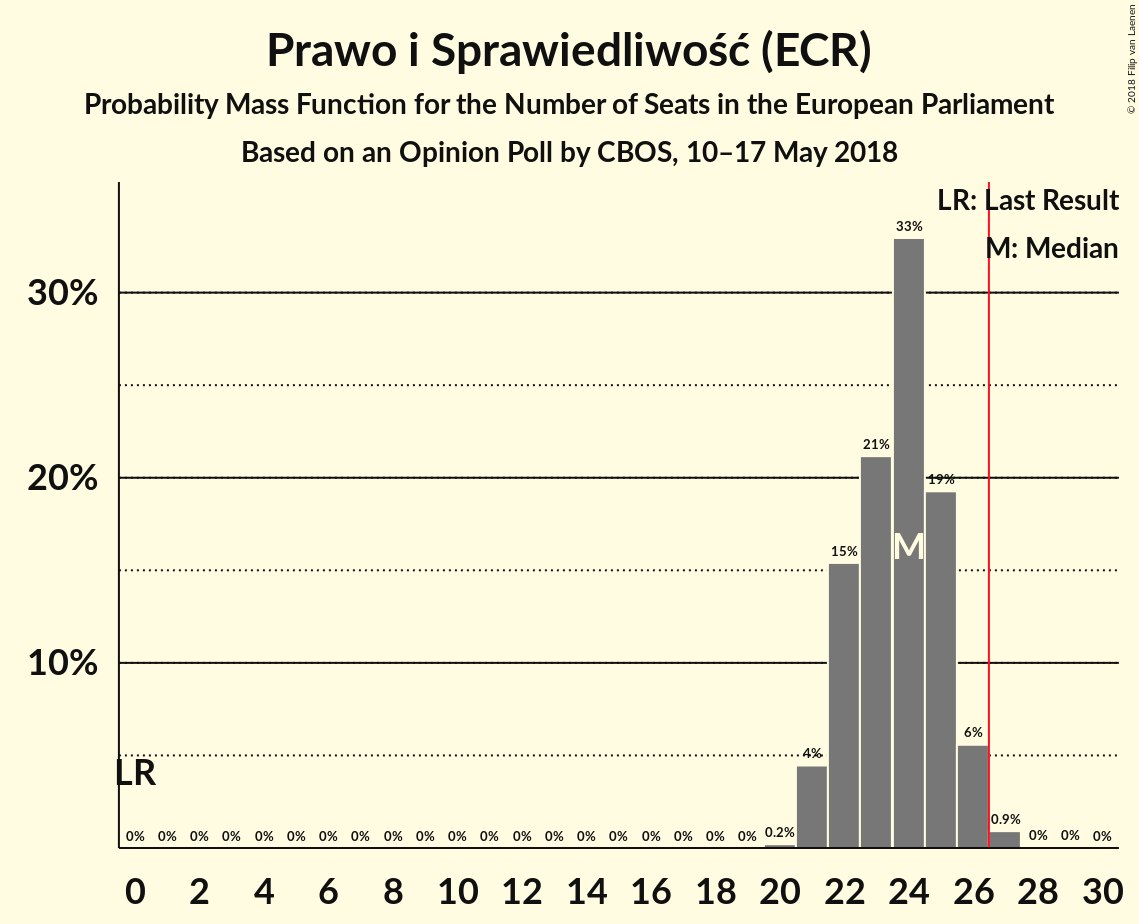 Prawo i Sprawiedliwość (ECR)
Probability Mass Function for the Number of Seats in the European Parliament
Based on an Opinion Poll by CBOS, 10–17 May 2018
© 2018 Filip van Laenen
LR: Last Result
M: Median
30%
20%
10%
33%
21%
19%
15%
M
6%
4%
LR
0% 0% 0% 0% 0% 0% 0% 0% 0% 0% 0% 0% 0% 0% 0% 0% 0% 0% 0% 0% 0.2% 0.9% 0% 0% 0%
0 2 4 6 8 10 12 14 16 18 20 22 24 26 28 30